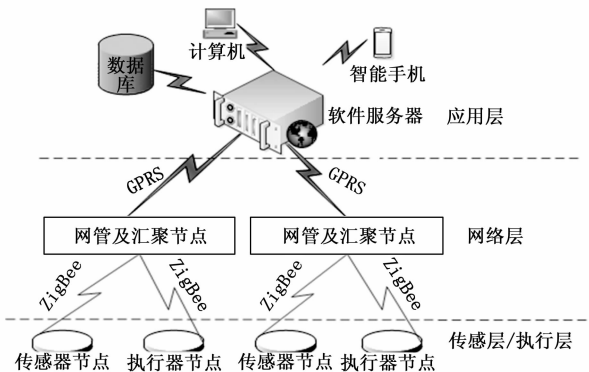 计算机
数据
库
智能手机
软件服务器 应用层
GPRS GPRS
网管及汇聚节点 网管及汇聚节点 网络层
ZigBee ZigBee ZigBee ZigBee
传感层/执行层
传感器节点 执行器节点 传感器节点 执行器节点